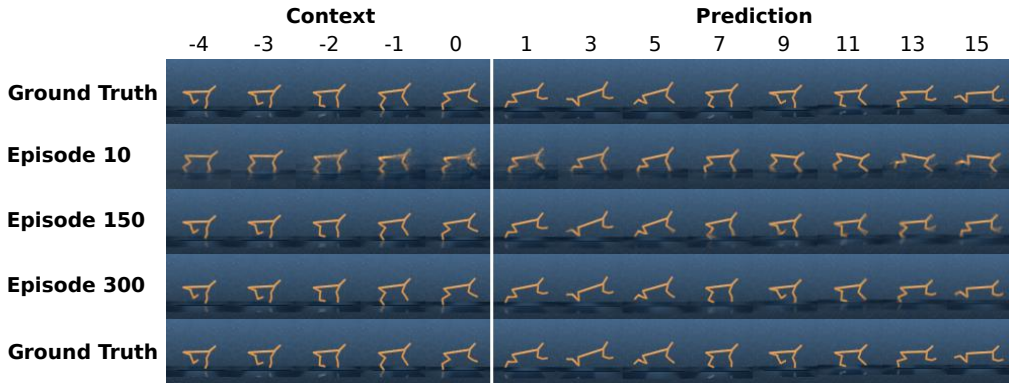 Context Prediction
-4 -3 -2 -1 0 1 3 5 7 9 11 13 15
Ground Truth
Episode 10
Episode 150
Episode 300
Ground Truth